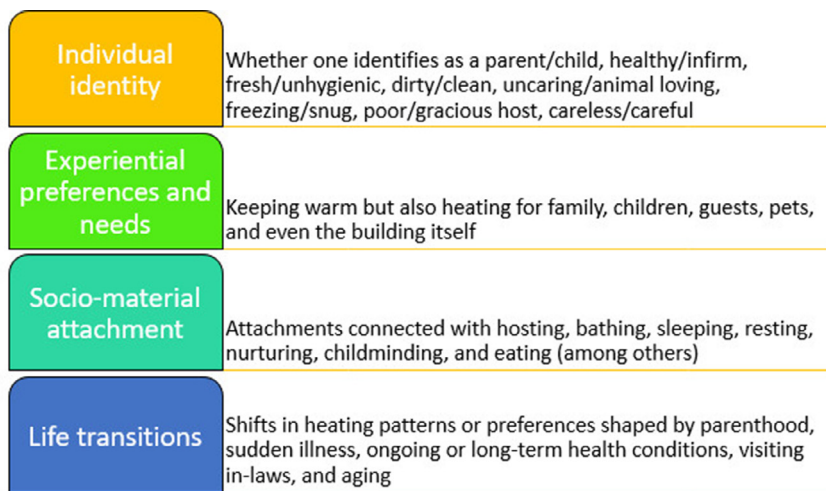 Individual
identity
Whether one identifies as a parent/child, healthy/infirm,
fresh/unhygienic, dirty/clean, uncaring/animal loving,
freezing/snug, poor/gracious host, careless/careful
Experiential
preferences and
needs
Keeping warm but also heating for family, children, guests, pets,
and even the building itself
Socio-material
attachment
Attachments connected with hosting, bathing, sleeping, resting,
nurturing, childminding, and eating (among others)
Life transitions
Shifts in heating patterns or preferences shaped by parenthood,
sudden illness, ongoing or long-term health conditions, visiting
in-laws, and aging